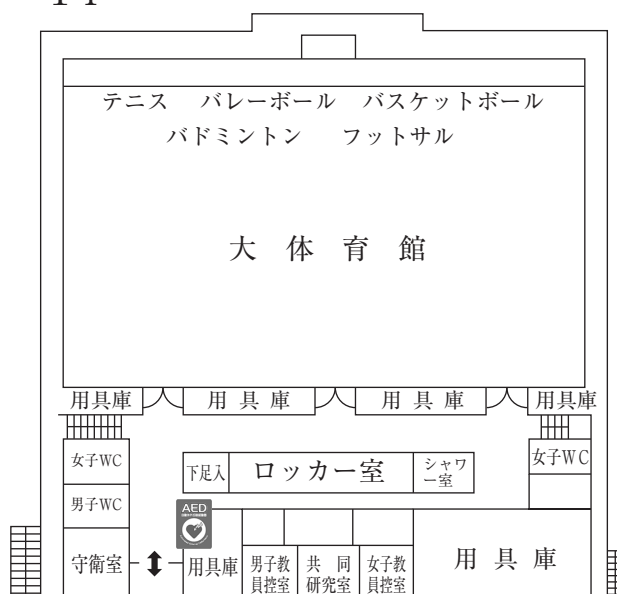 テニス バレーボール バスケットボール
バドミントン フットサル
大体育館
用具庫 用具庫 用具庫 用具庫
女子WC
下足入 ロッカー室 シャワ
ー室
女子WC
男子WC
AED
守衛室 用具庫 男子教
員控室 共同
研究室 女子教
員控室 用具庫